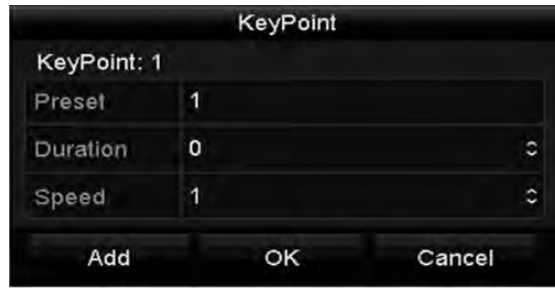 KeyPoint
KeyPoint: 1
Preset 1
Duration 0
Speed 1
Add OK Cancel